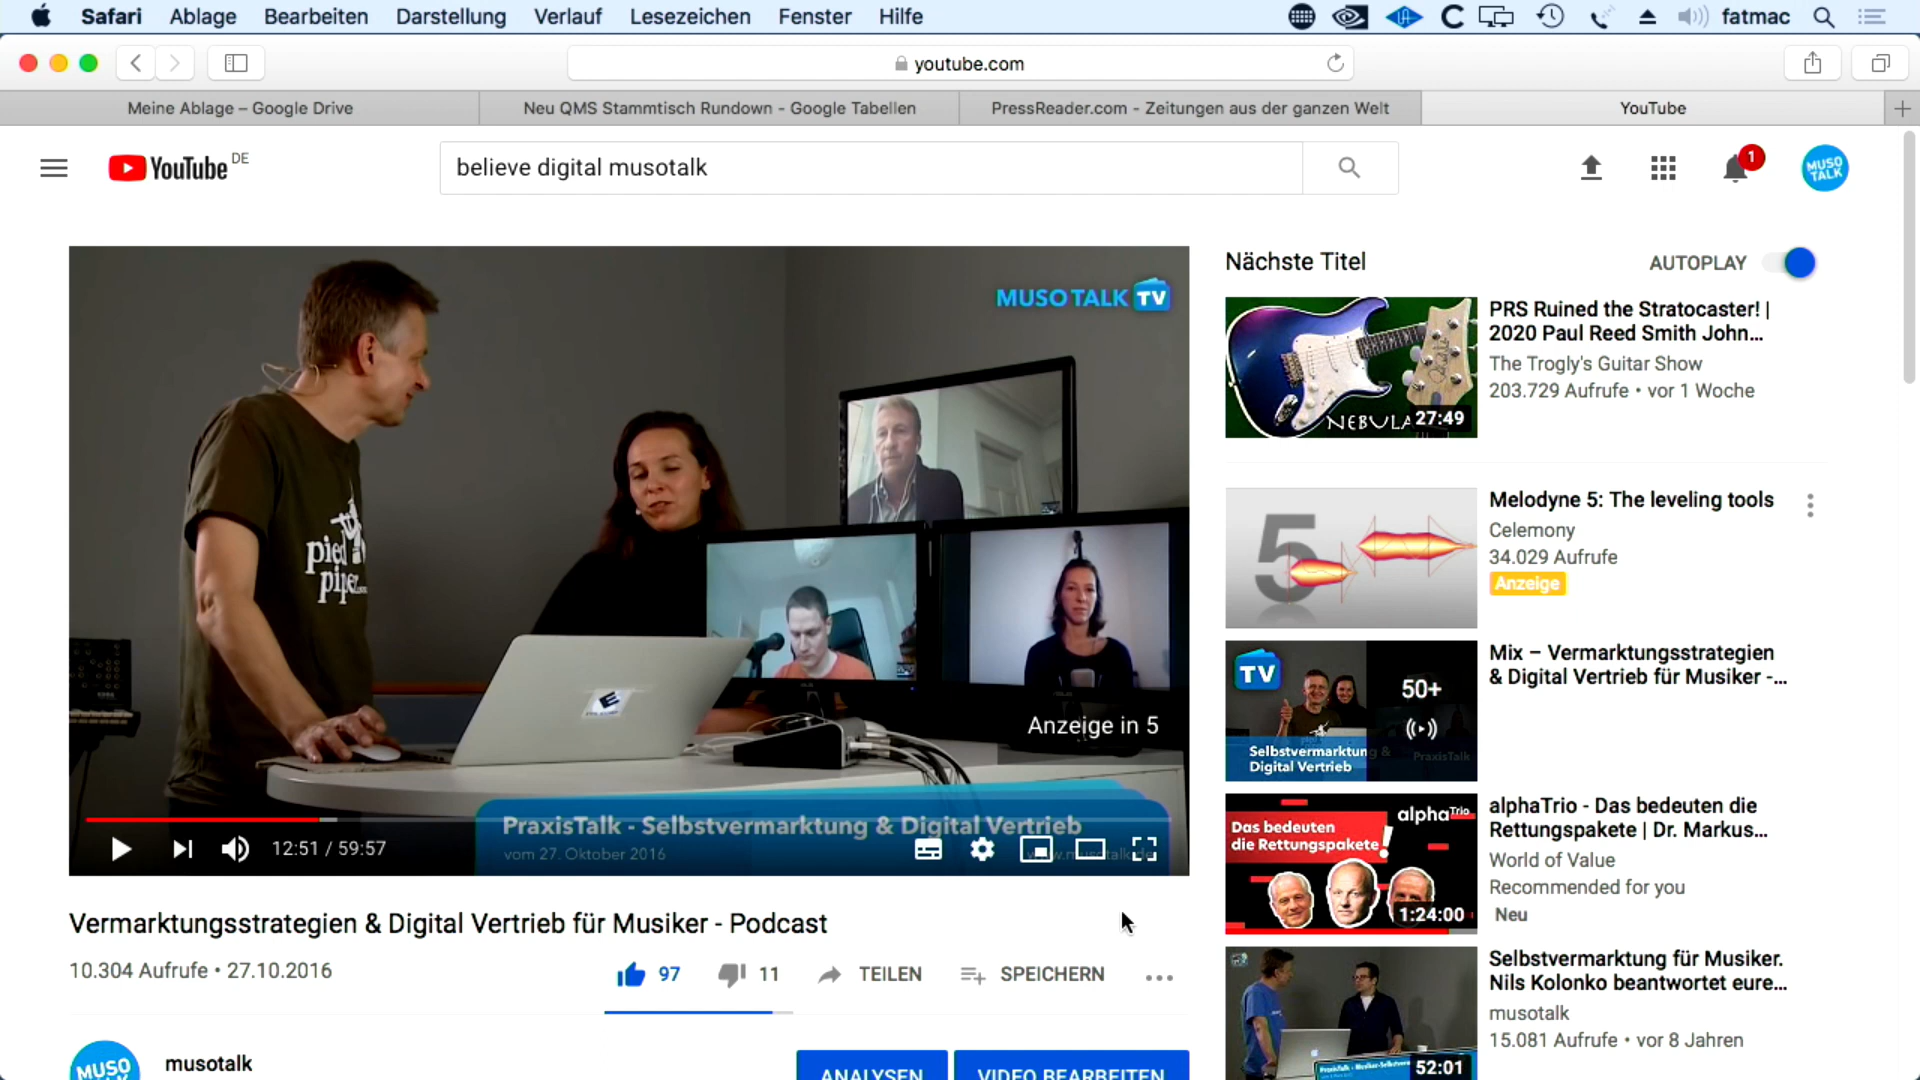 Safari Ablage Bearbeiten Darstellung Verlauf Lesezeichen Fenster Hilfe fatmac
youtube.com
Meine Ablage – Google Drive
Neu QMS Stammtisch Rundown - Google Tabellen
PressReader.com - Zeitungen aus der ganzen Welt
YouTube
YouTube DE
believe digital musotalk
1
MUSO
TALK
MUSOTALK TV
pied
piper
Anzeige in 5
PraxisTalk - Selbstvermarktung & Digital Vertrieb
vom 27. Oktober 2016
12:51 / 59:57
Vermarktungsstrategien & Digital Vertrieb für Musiker - Podcast
10.304 Aufrufe • 27.10.2016
97
11
TEILEN
SPEICHERN
MUSO
musotalk
ANALYSEN
VIDEO BEARBEITEN
Nächste Titel
AUTOPLAY
NEBULA
27:49
PRS Ruined the Stratocaster! |
2020 Paul Reed Smith John...
The Trogly's Guitar Show
203.729 Aufrufe • vor 1 Woche
5
Melodyne 5: The leveling tools
Celemony
34.029 Aufrufe
Anzeige
TV
50+
Selbstvermarktung &
Digital Vertrieb
PraxisTalk
Mix – Vermarktungsstrategien
& Digital Vertrieb für Musiker -...
alphaTrio
Das bedeuten
die Rettungspakete!
1:24:00
alphaTrio - Das bedeuten die
Rettungspakete | Dr. Markus...
World of Value
Recommended for you
Neu
52:01
Selbstvermarktung für Musiker.
Nils Kolonko beantwortet eure...
musotalk
15.081 Aufrufe • vor 8 Jahren